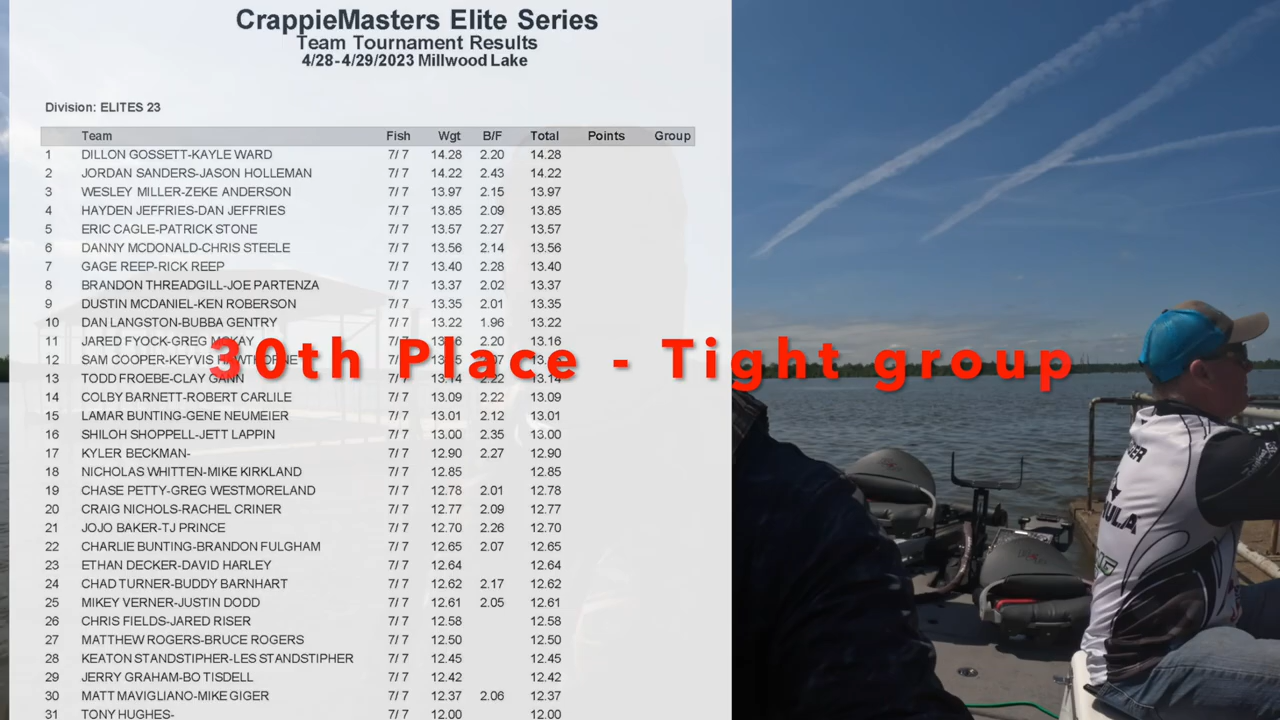 CrappieMasters Elite Series
Team Tournament Results
4/28-4/29/2023 Millwood Lake
Division: ELITES 23
Team Fish Wgt B/F Total Points Group
1 DILLON GOSSETT-KAYLE WARD 7/ 7 14.28 2.20 14.28
2 JORDAN SANDERS-JASON HOLLEMAN 7/ 7 14.22 2.43 14.22
3 WESLEY MILLER-ZEKE ANDERSON 7/ 7 13.97 2.15 13.97
4 HAYDEN JEFFRIES-DAN JEFFRIES 7/ 7 13.85 2.09 13.85
5 ERIC CAGLE-PATRICK STONE 7/ 7 13.57 2.27 13.57
6 DANNY MCDONALD-CHRIS STEELE 7/ 7 13.56 2.14 13.56
7 GAGE REEP-RICK REEP 7/ 7 13.40 2.28 13.40
8 BRANDON THREADGILL-JOE PARTENZA 7/ 7 13.37 2.02 13.37
9 DUSTIN MCDANIEL-KEN ROBERSON 7/ 7 13.35 2.01 13.35
10 DAN LANGSTON-BUBBA GENTRY 7/ 7 13.22 1.96 13.22
11 JARED FYOCK-GREG 7/ 7 2.20 13.16
30th Place - Tight group
12 SAM COOPER-KEYVIS 7/ 7
13 TODD FROEBE-CLAY GANN 7/ 7 13.14 2.22 13.14
14 COLBY BARNETT-ROBERT CARLILE 7/ 7 13.09 2.22 13.09
15 LAMAR BUNTING-GENE NEUMEIER 7/ 7 13.01 2.12 13.01
16 SHILOH SHOPPELL-JETT LAPPIN 7/ 7 13.00 2.35 13.00
17 KYLER BECKMAN- 7/ 7 12.90 2.27 12.90
18 NICHOLAS WHITTEN-MIKE KIRKLAND 7/ 7 12.85 12.85
19 CHASE PETTY-GREG WESTMORELAND 7/ 7 12.78 2.01 12.78
20 CRAIG NICHOLS-RACHEL CRINER 7/ 7 12.77 2.09 12.77
21 JOJO BAKER-TJ PRINCE 7/ 7 12.70 2.26 12.70
22 CHARLIE BUNTING-BRANDON FULGHAM 7/ 7 12.65 2.07 12.65
23 ETHAN DECKER-DAVID HARLEY 7/ 7 12.64 12.64
24 CHAD TURNER-BUDDY BARNHART 7/ 7 12.62 2.17 12.62
25 MIKEY VERNER-JUSTIN DODD 7/ 7 12.61 2.05 12.61
26 CHRIS FIELDS-JARED RISER 7/ 7 12.58 12.58
27 MATTHEW ROGERS-BRUCE ROGERS 7/ 7 12.50 12.50
28 KEATON STANDSTIPHER-LES STANDSTIPHER 7/ 7 12.45 12.45
29 JERRY GRAHAM-BO TISDELL 7/ 7 12.42 12.42
30 MATT MAVIGLIANO-MIKE GIGER 7/ 7 12.37 2.06 12.37
31 TONY HUGHES- 7/ 7 12.00 12.00